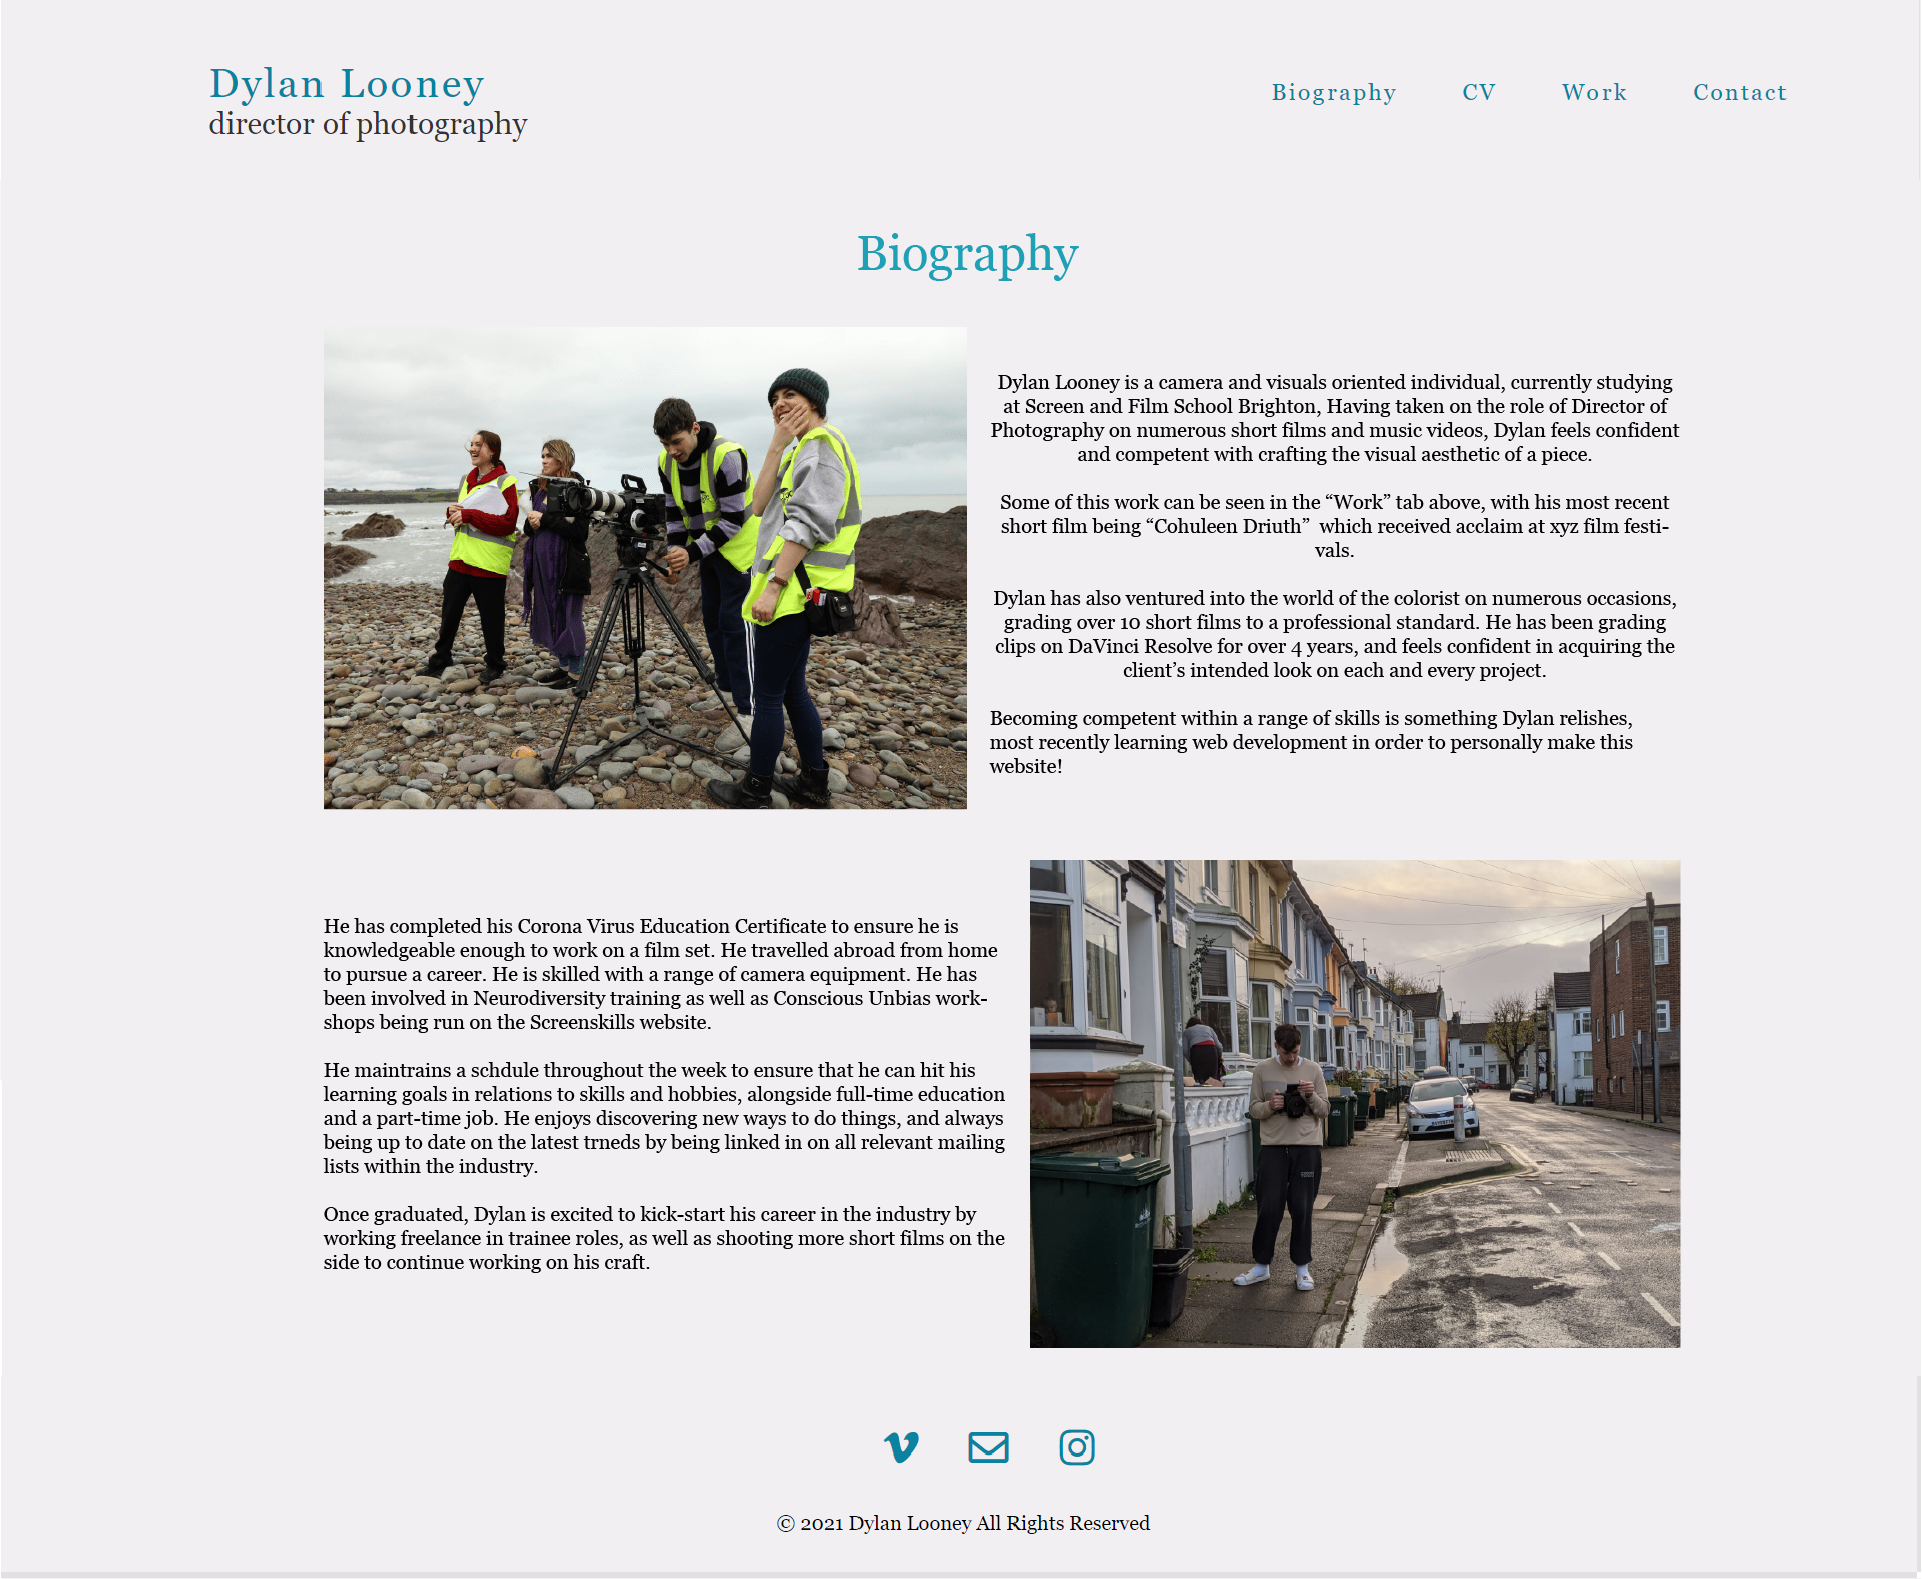 Dylan Looney
director of photography
Biography
CV
Work
Contact
Biography
Dylan Looney is a camera and visuals oriented individual, currently studying
at Screen and Film School Brighton, Having taken on the role of Director of
Photography on numerous short films and music videos, Dylan feels confident
and competent with crafting the visual aesthetic of a piece.
Some of this work can be seen in the “Work” tab above, with his most recent
short film being “Cohuleen Driuth”  which received acclaim at xyz film festi-
vals.
Dylan has also ventured into the world of the colorist on numerous occasions,
grading over 10 short films to a professional standard. He has been grading
clips on DaVinci Resolve for over 4 years, and feels confident in acquiring the
client’s intended look on each and every project.
Becoming competent within a range of skills is something Dylan relishes,
most recently learning web development in order to personally make this
website!
He has completed his Corona Virus Education Certificate to ensure he is
knowledgeable enough to work on a film set. He travelled abroad from home
to pursue a career. He is skilled with a range of camera equipment. He has
been involved in Neurodiversity training as well as Conscious Unbias work-
shops being run on the Screenskills website.
He maintrains a schdule throughout the week to ensure that he can hit his
learning goals in relations to skills and hobbies, alongside full-time education
and a part-time job. He enjoys discovering new ways to do things, and always
being up to date on the latest trneds by being linked in on all relevant mailing
lists within the industry.
Once graduated, Dylan is excited to kick-start his career in the industry by
working freelance in trainee roles, as well as shooting more short films on the
side to continue working on his craft.
© 2021 Dylan Looney All Rights Reserved